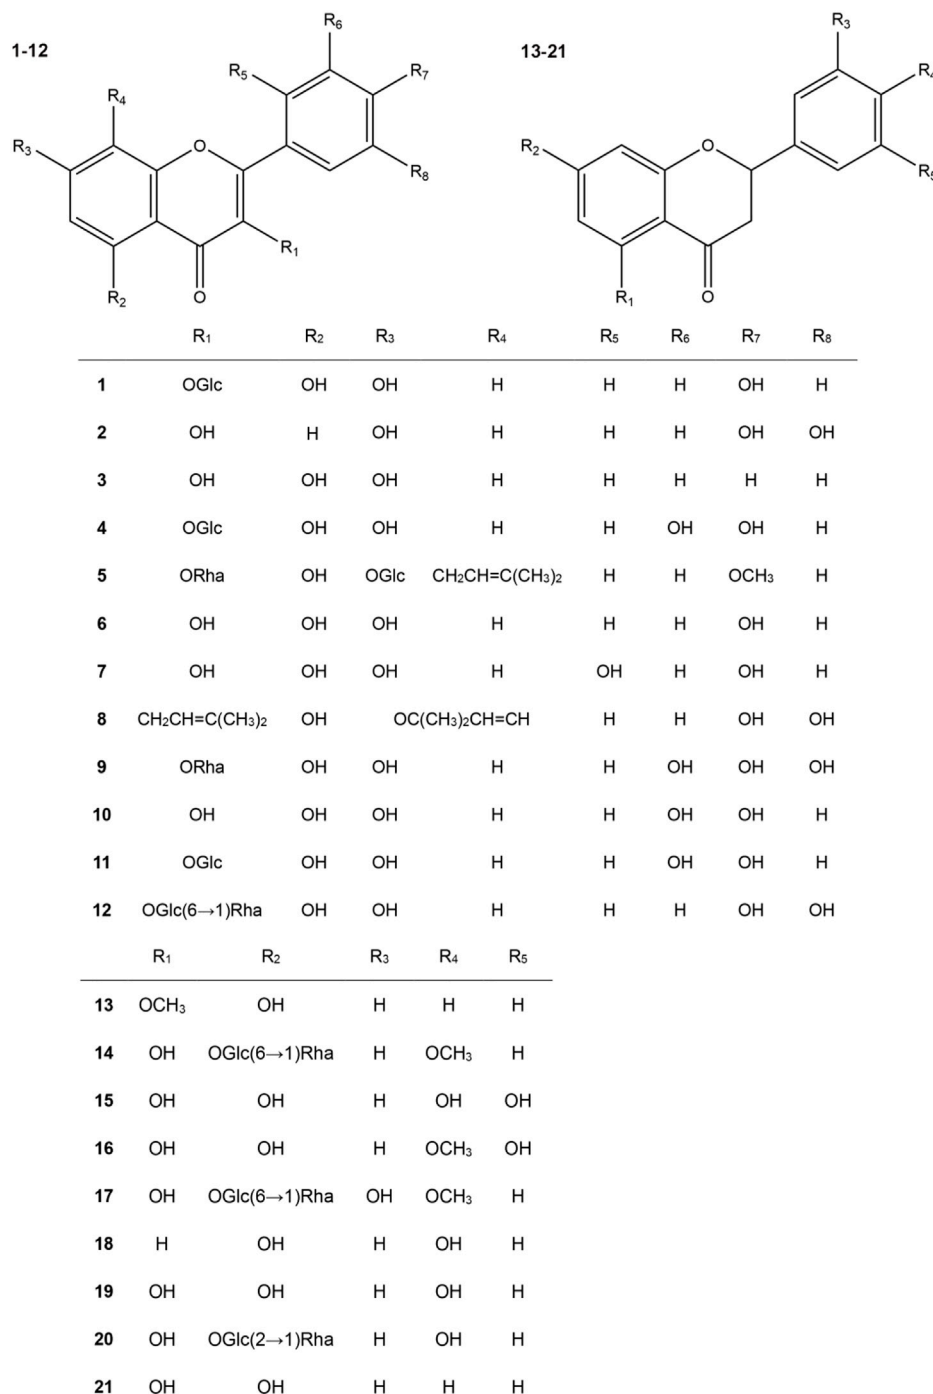 1-12
13-21
R₆
R₅
R₇
R₄
R₃
O
R₈
R₁
R₂
O
R₃
R₄
R₂
O
R₅
R₁
O
R₁ R₂ R₃ R₄ R₅ R₆ R₇ R₈
1 OGlc OH OH H H H OH H
2 OH H OH H H H OH OH
3 OH OH OH H H H H H
4 OGlc OH OH H H OH OH H
5 ORha OH OGlc CH₂CH=C(CH₃)₂ H H OCH₃ H
6 OH OH OH H H H OH H
7 OH OH OH H OH H OH H
8 CH₂CH=C(CH₃)₂ OH OC(CH₃)₂CH=CH H H OH OH
9 ORha OH OH H H OH OH OH
10 OH OH OH H H OH OH H
11 OGlc OH OH H H OH OH H
12 OGlc(6→1)Rha OH OH H H H OH OH
R₁ R₂ R₃ R₄ R₅
13 OCH₃ OH H H H
14 OH OGlc(6→1)Rha H OCH₃ H
15 OH OH H OH OH
16 OH OH H OCH₃ OH
17 OH OGlc(6→1)Rha OH OCH₃ H
18 H OH H OH H
19 OH OH H OH H
20 OH OGlc(2→1)Rha H OH H
21 OH OH H H H